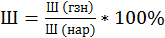 Ш = Ш (гзн) / Ш (нар) * 100%